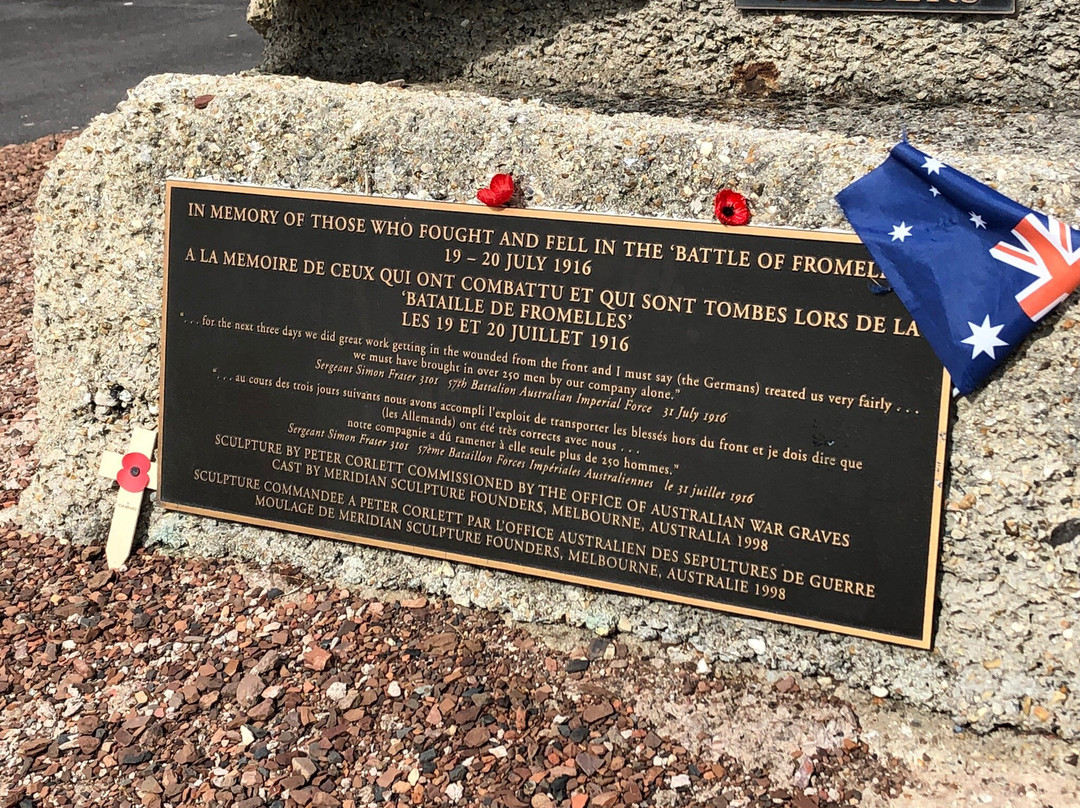 IN MEMORY OF THOSE WHO FOUGHT AND FELL IN THE ‘BATTLE OF
19 – 20 JULY 1916
A LA MEMOIRE DE CEUX QUI ONT COMBATTU ET QUI SONT TOMBES LORS DE LA
‘BATAILLE DE FROMELLES’
LES 19 ET 20 JUILLET 1916
“. . . for the next three days we did great work getting in the wounded from the front and I must say (the Germans) treated us very fairly . . .
we must have brought in over 250 men by our company alone.”
Sergeant Simon Fraser 3101 57th Battalion Australian Imperial Force 31 July 1916
“. . . au cours des trois jours suivants nous avons accompli l’exploit de transporter les blessés hors du front et je dois dire que
(les Allemands) ont été très corrects avec nous . . .
notre compagnie a dû ramener à elle seule plus de 250 hommes.”
Sergeant Simon Fraser 3101 57ème Bataillon Forces Impériales Australiennes le 31 juillet 1916
SCULPTURE BY PETER CORLETT COMMISSIONED BY THE OFFICE OF AUSTRALIAN WAR GRAVES
CAST BY MERIDIAN SCULPTURE FOUNDERS, MELBOURNE, AUSTRALIA 1998
SCULPTURE COMMANDEE A PETER CORLETT PAR L’OFFICE AUSTRALIEN DES SEPULTURES DE GUERRE
MOULAGE DE MERIDIAN SCULPTURE FOUNDERS, MELBOURNE, AUSTRALIE 1998